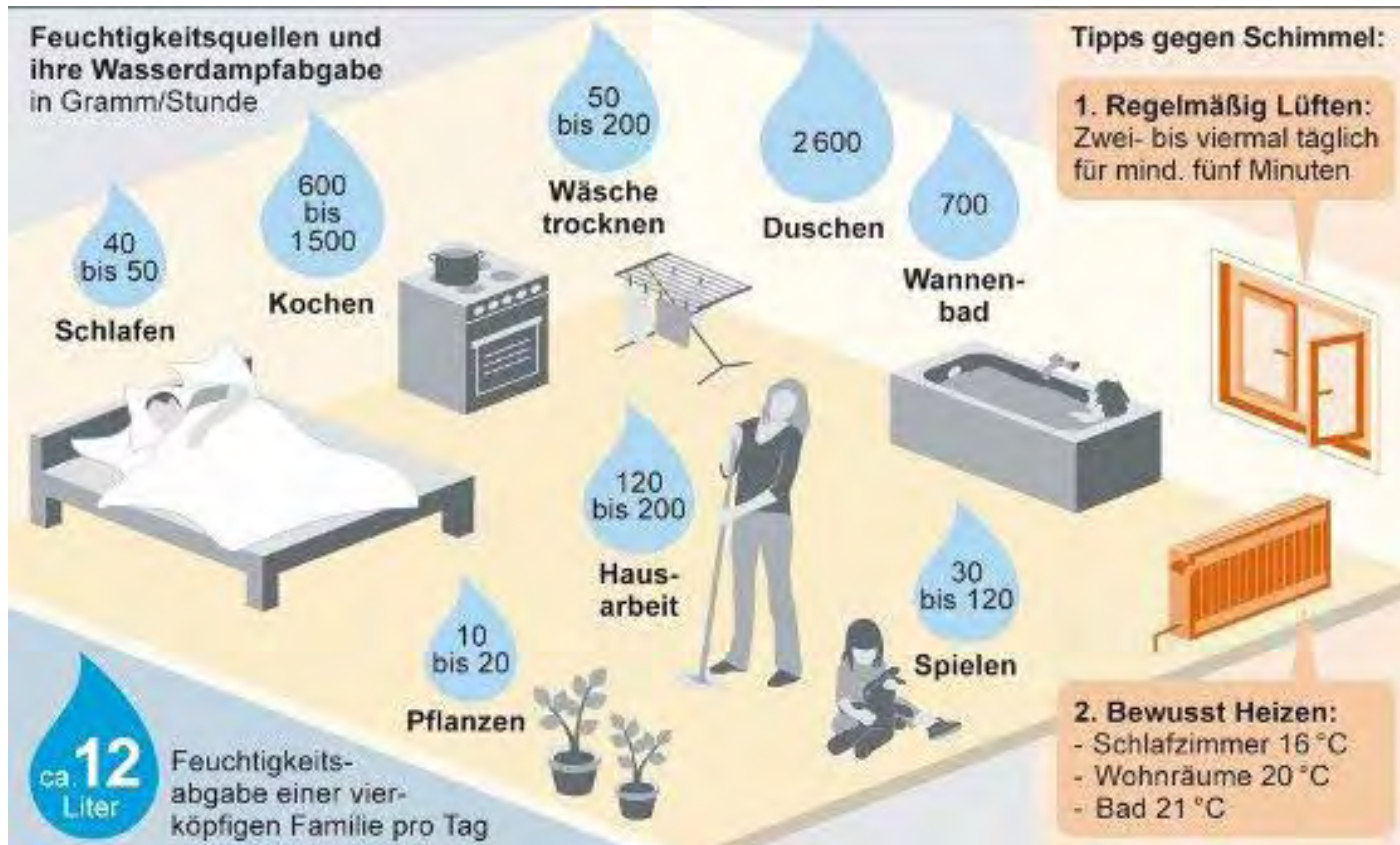 Feuchtigkeitsquellen und
ihre Wasserdampfabgabe
in Gramm/Stunde
40
bis 50
Schlafen
600
bis
1500
Kochen
50
bis 200
Wäsche
trocknen
2600
Duschen
700
Wannen-
bad
120
bis 200
Haus-
arbeit
30
bis 120
Spielen
10
bis 20
Pflanzen
ca. 12
Liter
Feuchtigkeits-
abgabe einer vier-
köpfigen Familie pro Tag
Tipps gegen Schimmel:
1. Regelmäßig Lüften:
Zwei- bis viermal täglich
für mind. fünf Minuten
2. Bewusst Heizen:
- Schlafzimmer 16 °C
- Wohnräume 20 °C
- Bad 21 °C